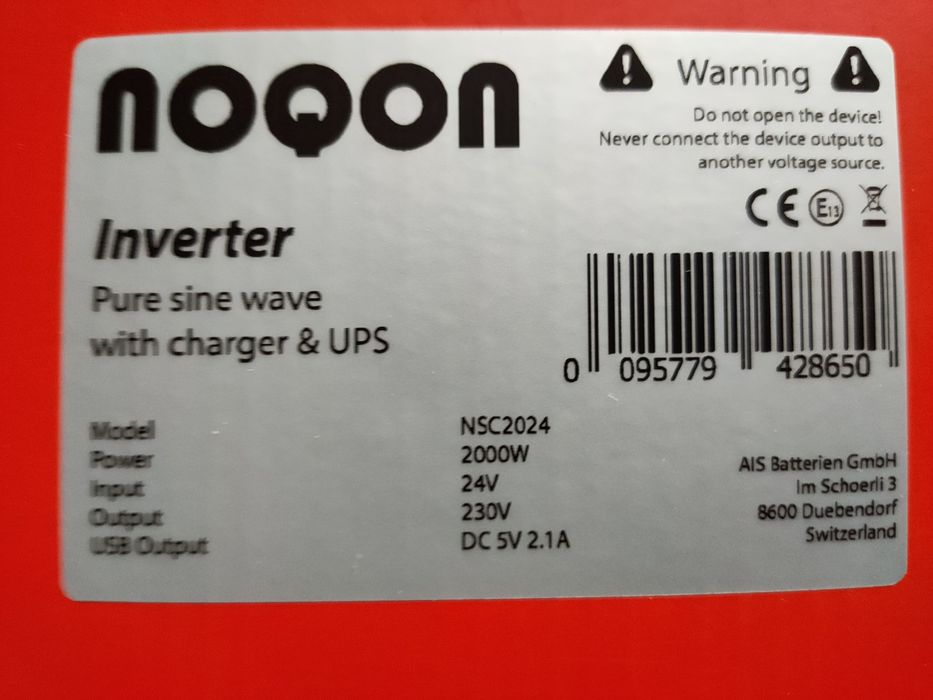 NOQON
Inverter
Pure sine wave
with charger & UPS
Model NSC2024
Power 2000W
Input 24V
Output 230V
USB Output DC 5V 2.1A
Warning
Do not open the device!
Never connect the device output to
another voltage source.
CE E13
0 095779 428650
AIS Batterien GmbH
Im Schoerli 3
8600 Duebendorf
Switzerland